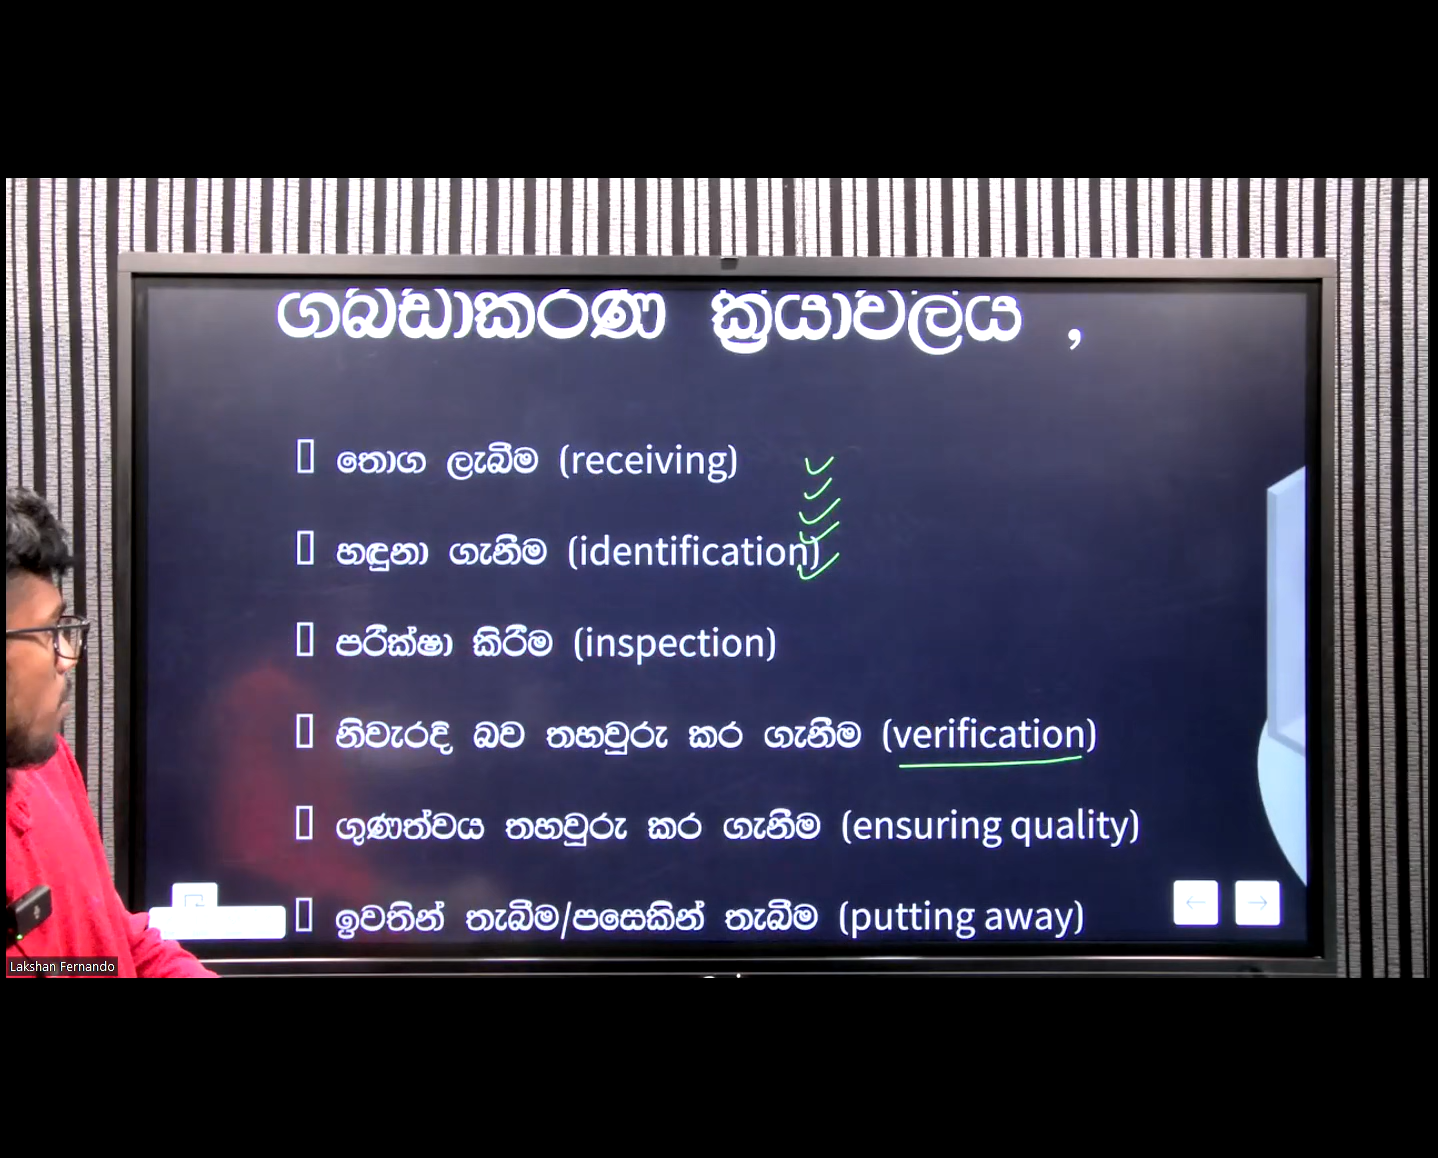 ගබඩාකරණ ක්‍රියාවලිය ,
තොග ලැබීම (receiving)
හඳුනා ගැනීම (identification)
පරීක්ෂා කිරීම (inspection)
නිවැරදි බව තහවුරු කර ගැනීම (verification)
ගුණත්වය තහවුරු කර ගැනීම (ensuring quality)
ඉවතින් තැබීම/පසෙකින් තැබීම (putting away)
Lakshan Fernando